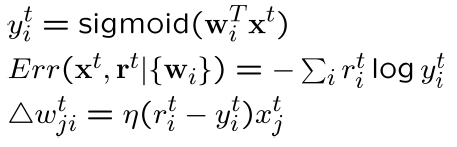 y_i^t = sigmoid(w_i^T x^t)
Err(x^t, r^t|{w_i}) = − ∑_i r_i^t log y_i^t
△w_{ji}^t = η(r_i^t − y_i^t)x_j^t